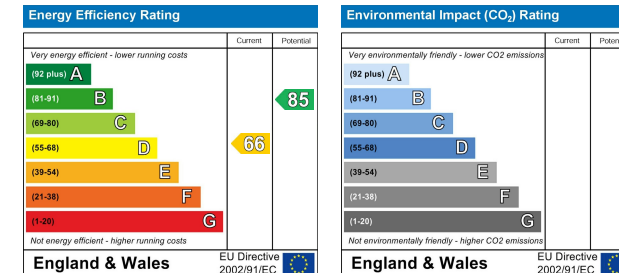 Energy Efficiency Rating
Current Potential
Very energy efficient - lower running costs
(92 plus) A
(81-91) B
85
(69-80) C
(55-68) D
66
(39-54) E
(21-38) F
(1-20) G
Not energy efficient - higher running costs
England & Wales
EU Directive
2002/91/EC
Environmental Impact (CO₂) Rating
Current Poten
Very environmentally friendly - lower CO2 emissions
(92 plus) A
(81-91) B
(69-80) C
(55-68) D
(39-54) E
(21-38) F
(1-20) G
Not environmentally friendly - higher CO2 emissions
England & Wales
EU Directive
2002/91/EC